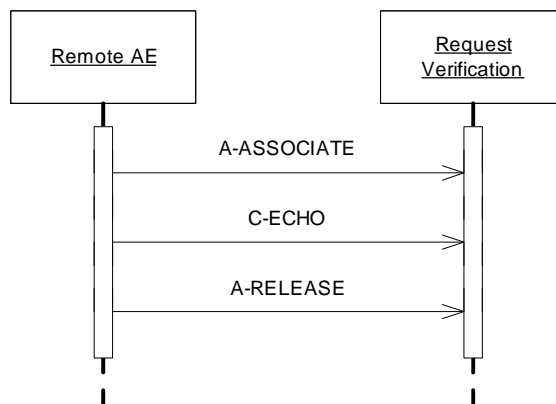 Remote AE
Request
Verification
A-ASSOCIATE
C-ECHO
A-RELEASE